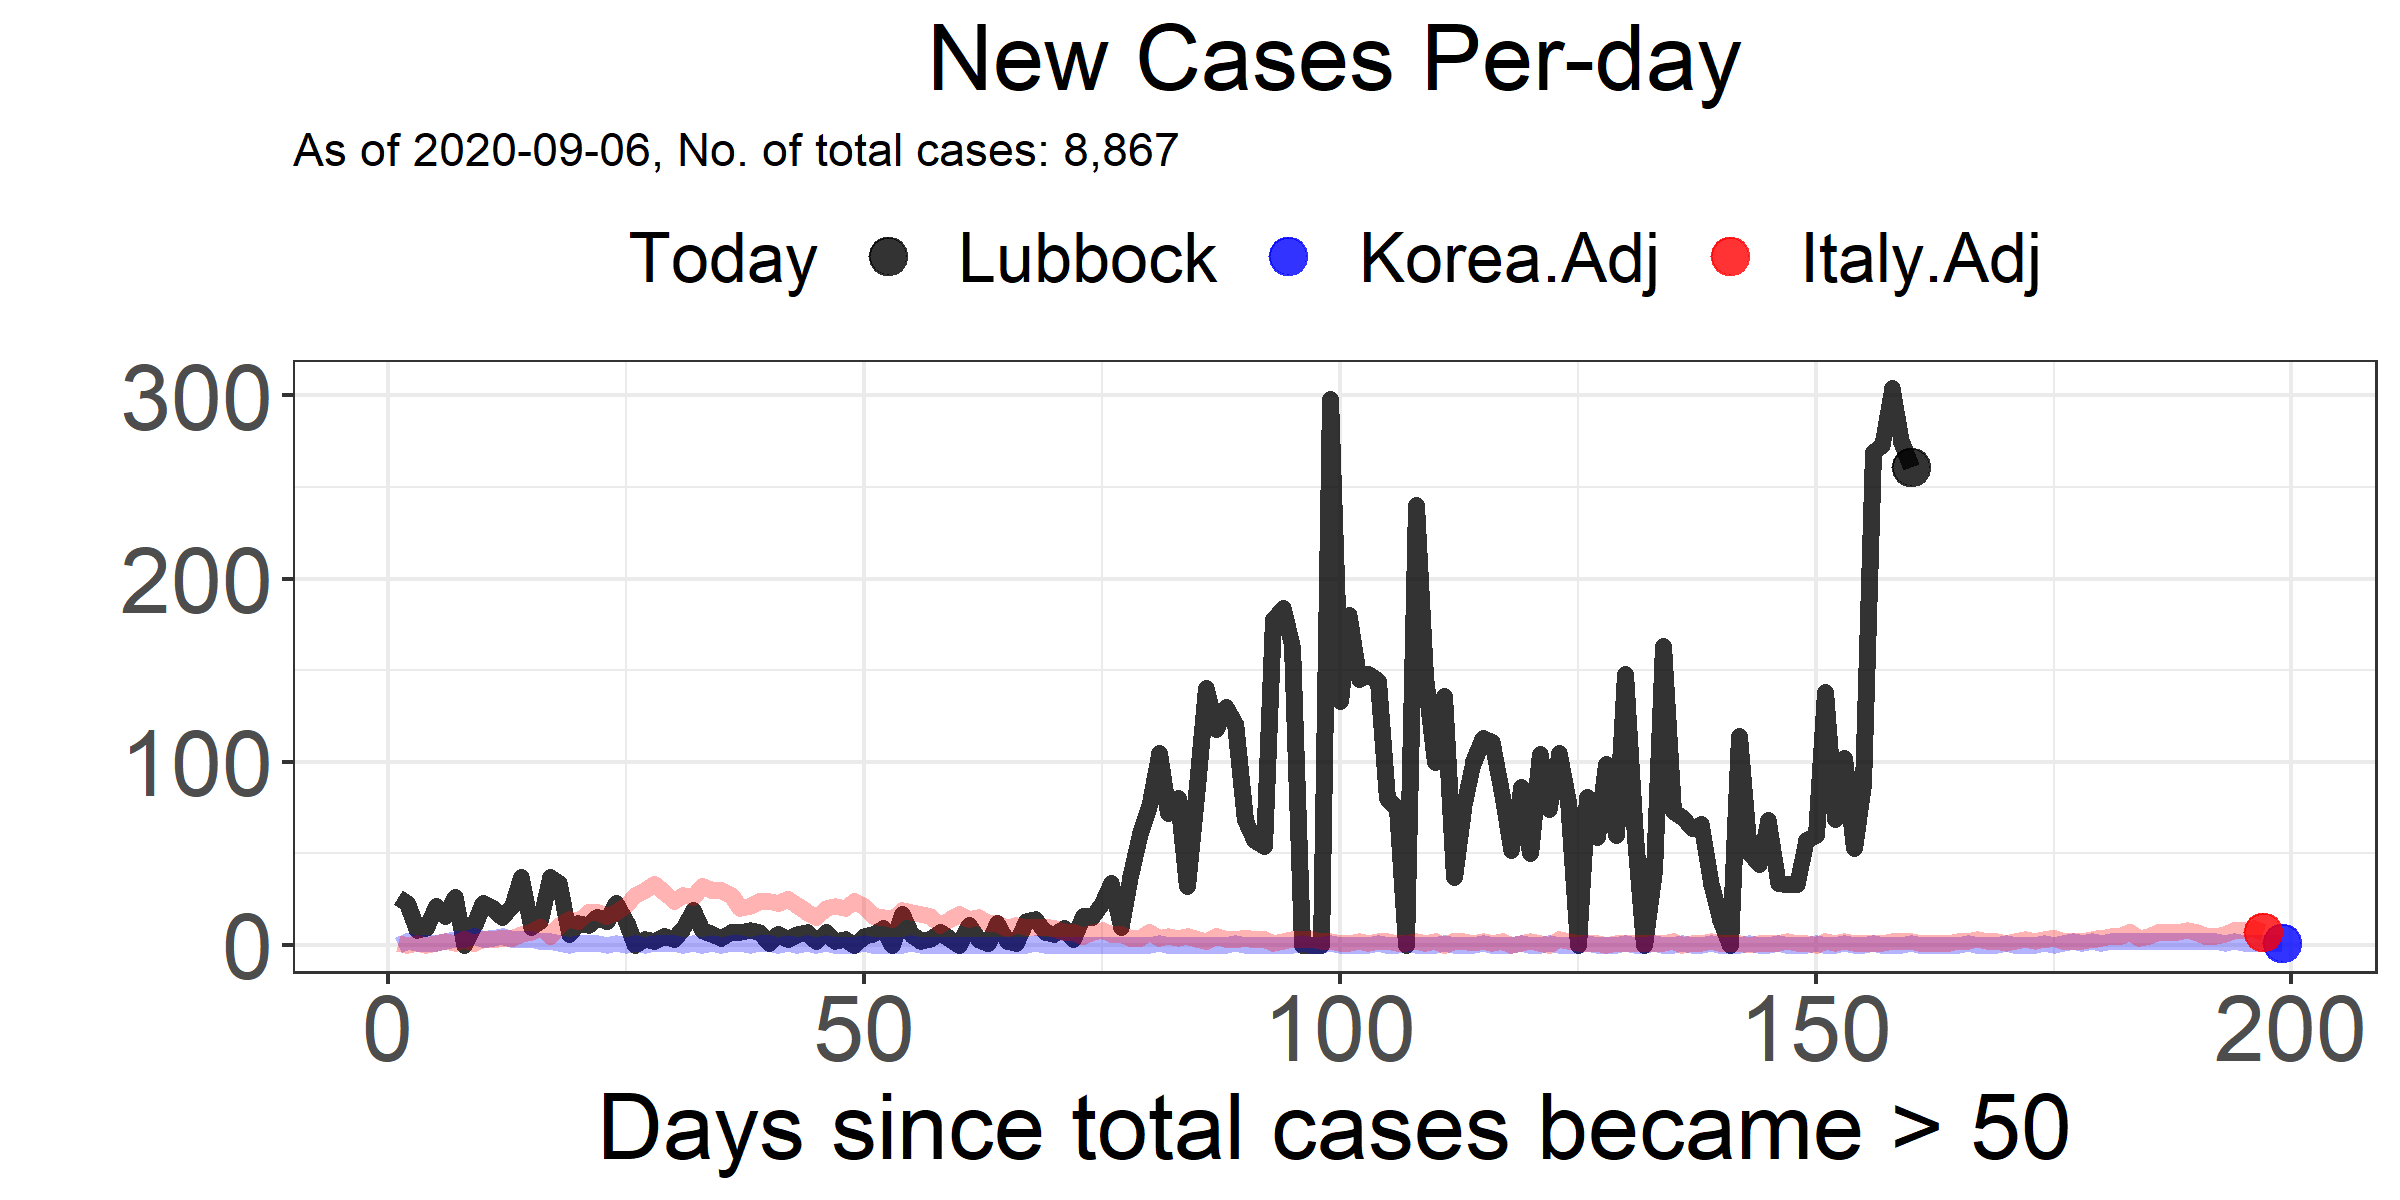 New Cases Per-day
As of 2020-09-06, No. of total cases: 8,867
Today Lubbock Korea.Adj Italy.Adj
300
200
100
0
0 50 100 150 200
Days since total cases became > 50